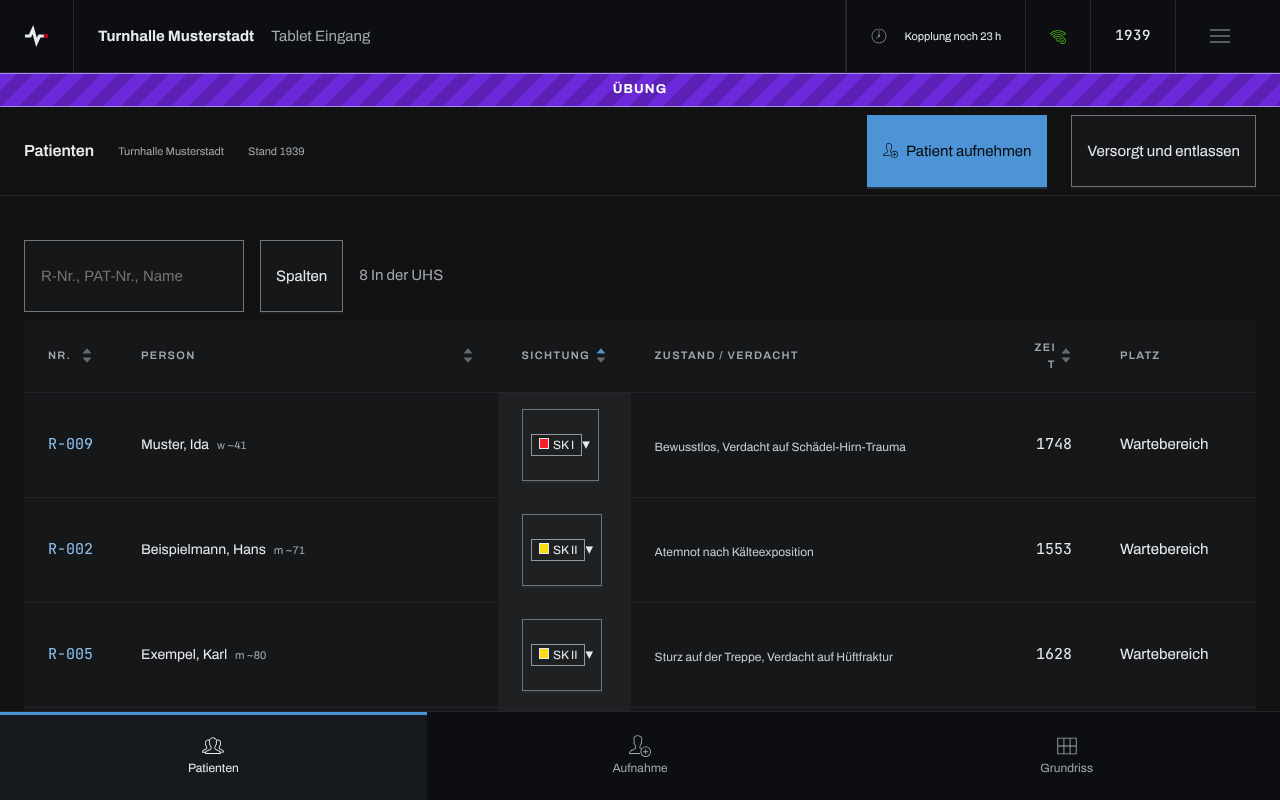 Turnhalle Musterstadt Tablet Eingang Kopplung noch 23 h 1939
ÜBUNG
Patienten Turnhalle Musterstadt Stand 1939 Patient aufnehmen Versorgt und entlassen
R-Nr., PAT-Nr., Name Spalten 8 In der UHS
NR. PERSON SICHTUNG ZUSTAND / VERDACHT ZEI
T PLATZ
R-009 Muster, Ida w ~41 SK I Bewusstlos, Verdacht auf Schädel-Hirn-Trauma 1748 Wartebereich
R-002 Beispielmann, Hans m ~71 SK II Atemnot nach Kälteexposition 1553 Wartebereich
R-005 Exempel, Karl m ~80 SK II Sturz auf der Treppe, Verdacht auf Hüftfraktur 1628 Wartebereich
Patienten Aufnahme Grundriss